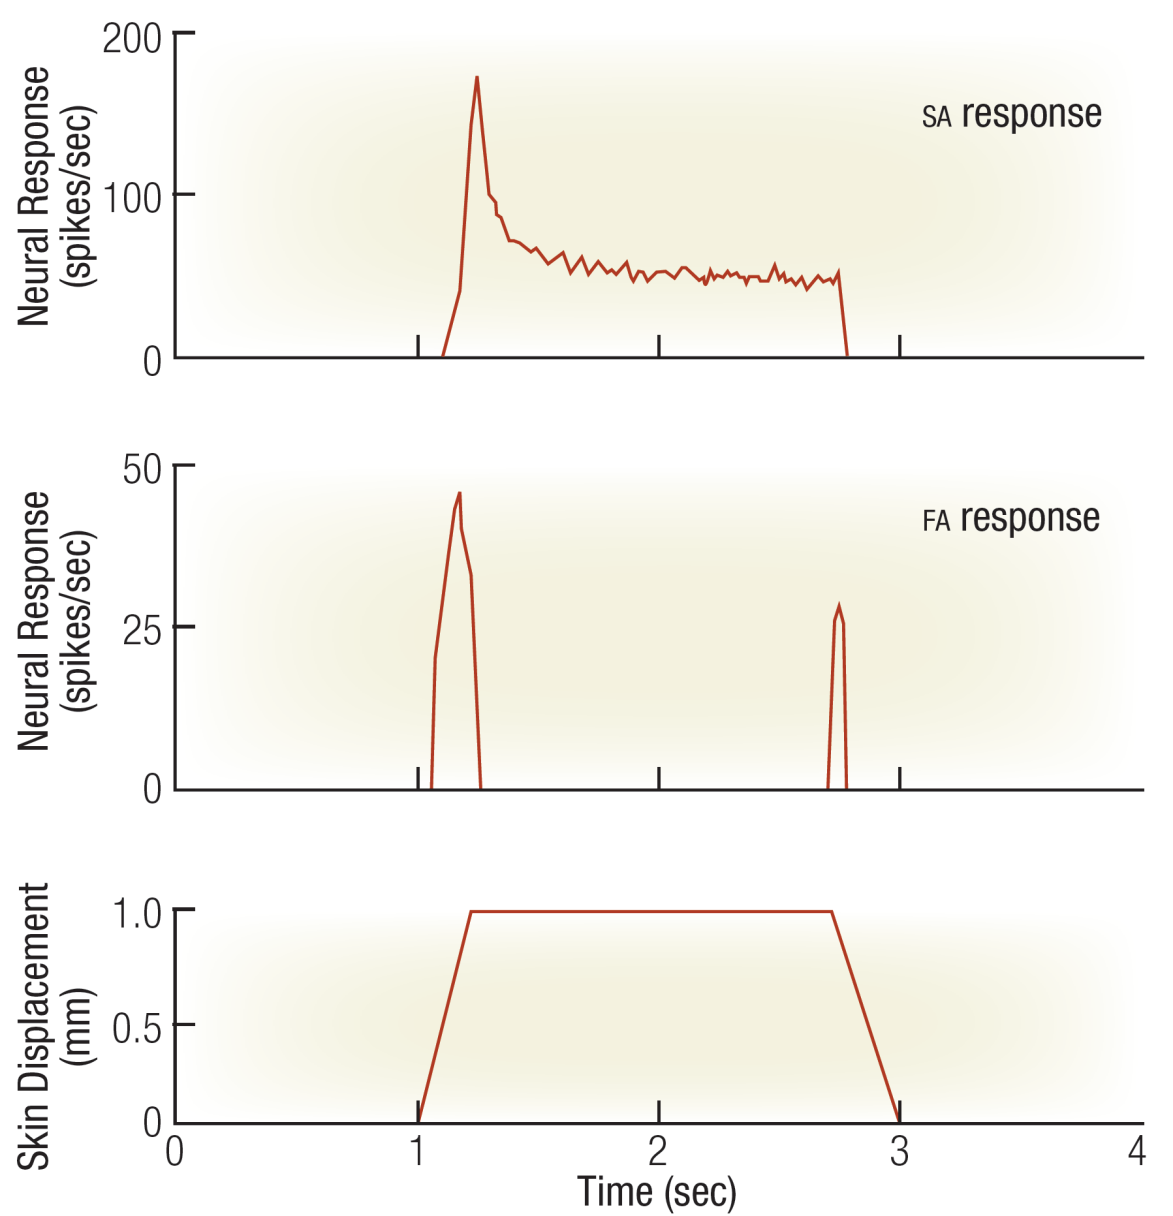 200
100
0
Neural Response
(spikes/sec)
SA response
50
25
0
Neural Response
(spikes/sec)
FA response
1.0
0.5
0
Skin Displacement
(mm)
0 1 2 3 4
Time (sec)